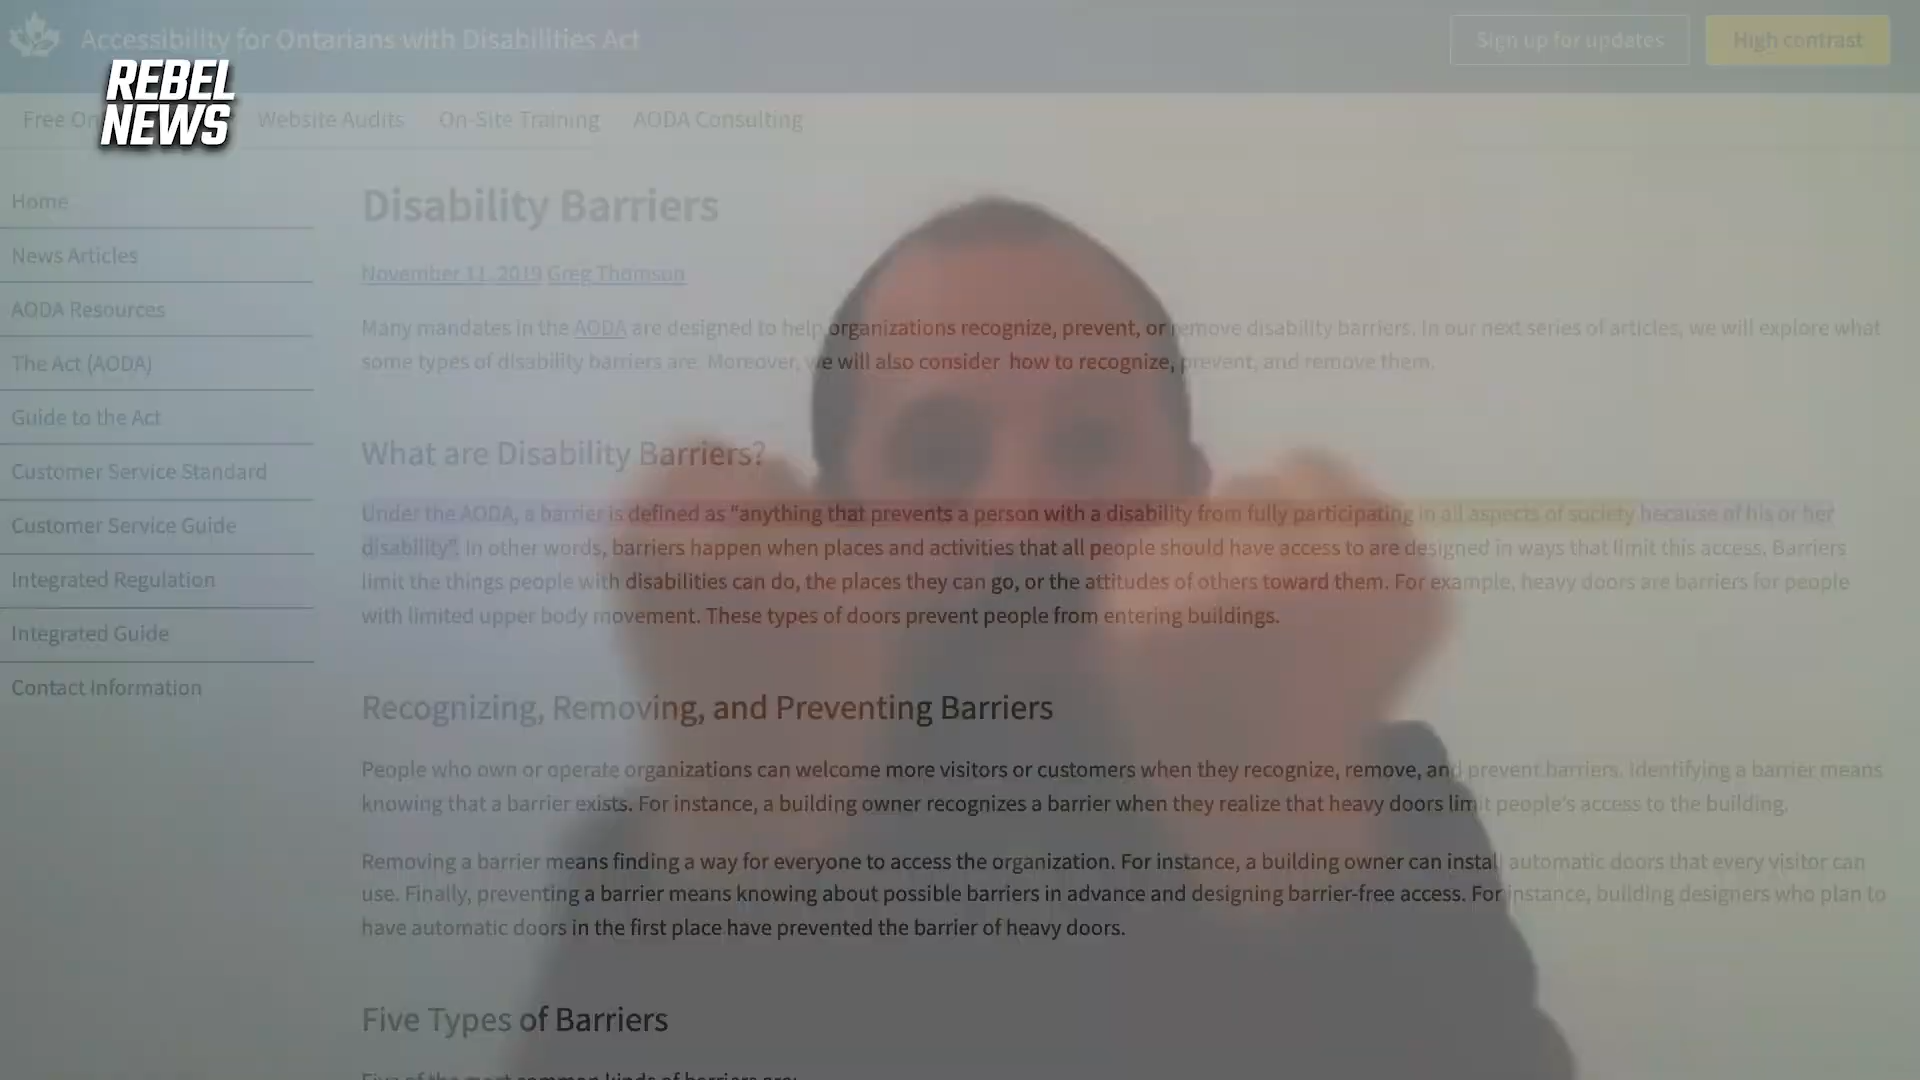 Accessibility for Ontarians with Disabilities Act
Sign up for updates
High contrast
REBEL
NEWS
Free On
Website Audits
On-Site Training
AODA Consulting
Home
News Articles
AODA Resources
The Act (AODA)
Guide to the Act
Customer Service Standard
Customer Service Guide
Integrated Regulation
Integrated Guide
Contact Information
Disability Barriers
November 11, 2019 Greg Thomson
Many mandates in the AODA are designed to help organizations recognize, prevent, or remove disability barriers. In our next series of articles, we will explore what
some types of disability barriers are. Moreover, we will also consider how to recognize, prevent, and remove them.
What are Disability Barriers?
Under the AODA, a barrier is defined as “anything that prevents a person with a disability from fully participating in all aspects of society because of his or her
disability”. In other words, barriers happen when places and activities that all people should have access to are designed in ways that limit this access. Barriers
limit the things people with disabilities can do, the places they can go, or the attitudes of others toward them. For example, heavy doors are barriers for people
with limited upper body movement. These types of doors prevent people from entering buildings.
Recognizing, Removing, and Preventing Barriers
People who own or operate organizations can welcome more visitors or customers when they recognize, remove, and prevent barriers. Identifying a barrier means
knowing that a barrier exists. For instance, a building owner recognizes a barrier when they realize that heavy doors limit people's access to the building.
Removing a barrier means finding a way for everyone to access the organization. For instance, a building owner can install automatic doors that every visitor can
use. Finally, preventing a barrier means knowing about possible barriers in advance and designing barrier-free access. For instance, building designers who plan to
have automatic doors in the first place have prevented the barrier of heavy doors.
Five Types of Barriers
Five of the most common kinds of barriers are: